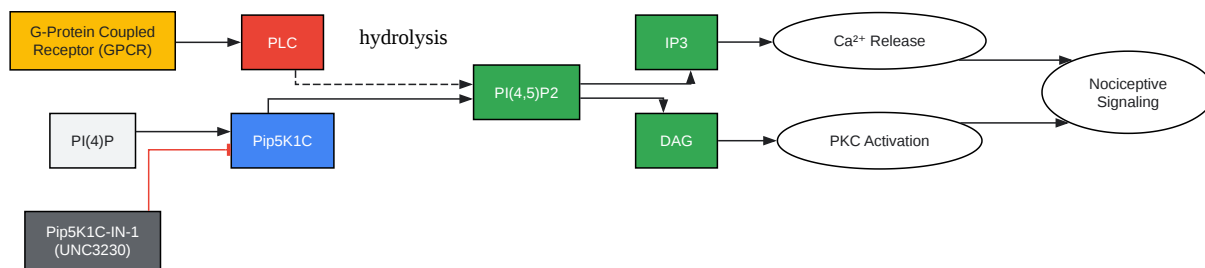 G-Protein Coupled
Receptor (GPCR)
PLC
hydrolysis
IP3
Ca²⁺ Release
Nociceptive
Signaling
PI(4,5)P2
PI(4)P
Pip5K1C
DAG
PKC Activation
Pip5K1C-IN-1
(UNC3230)